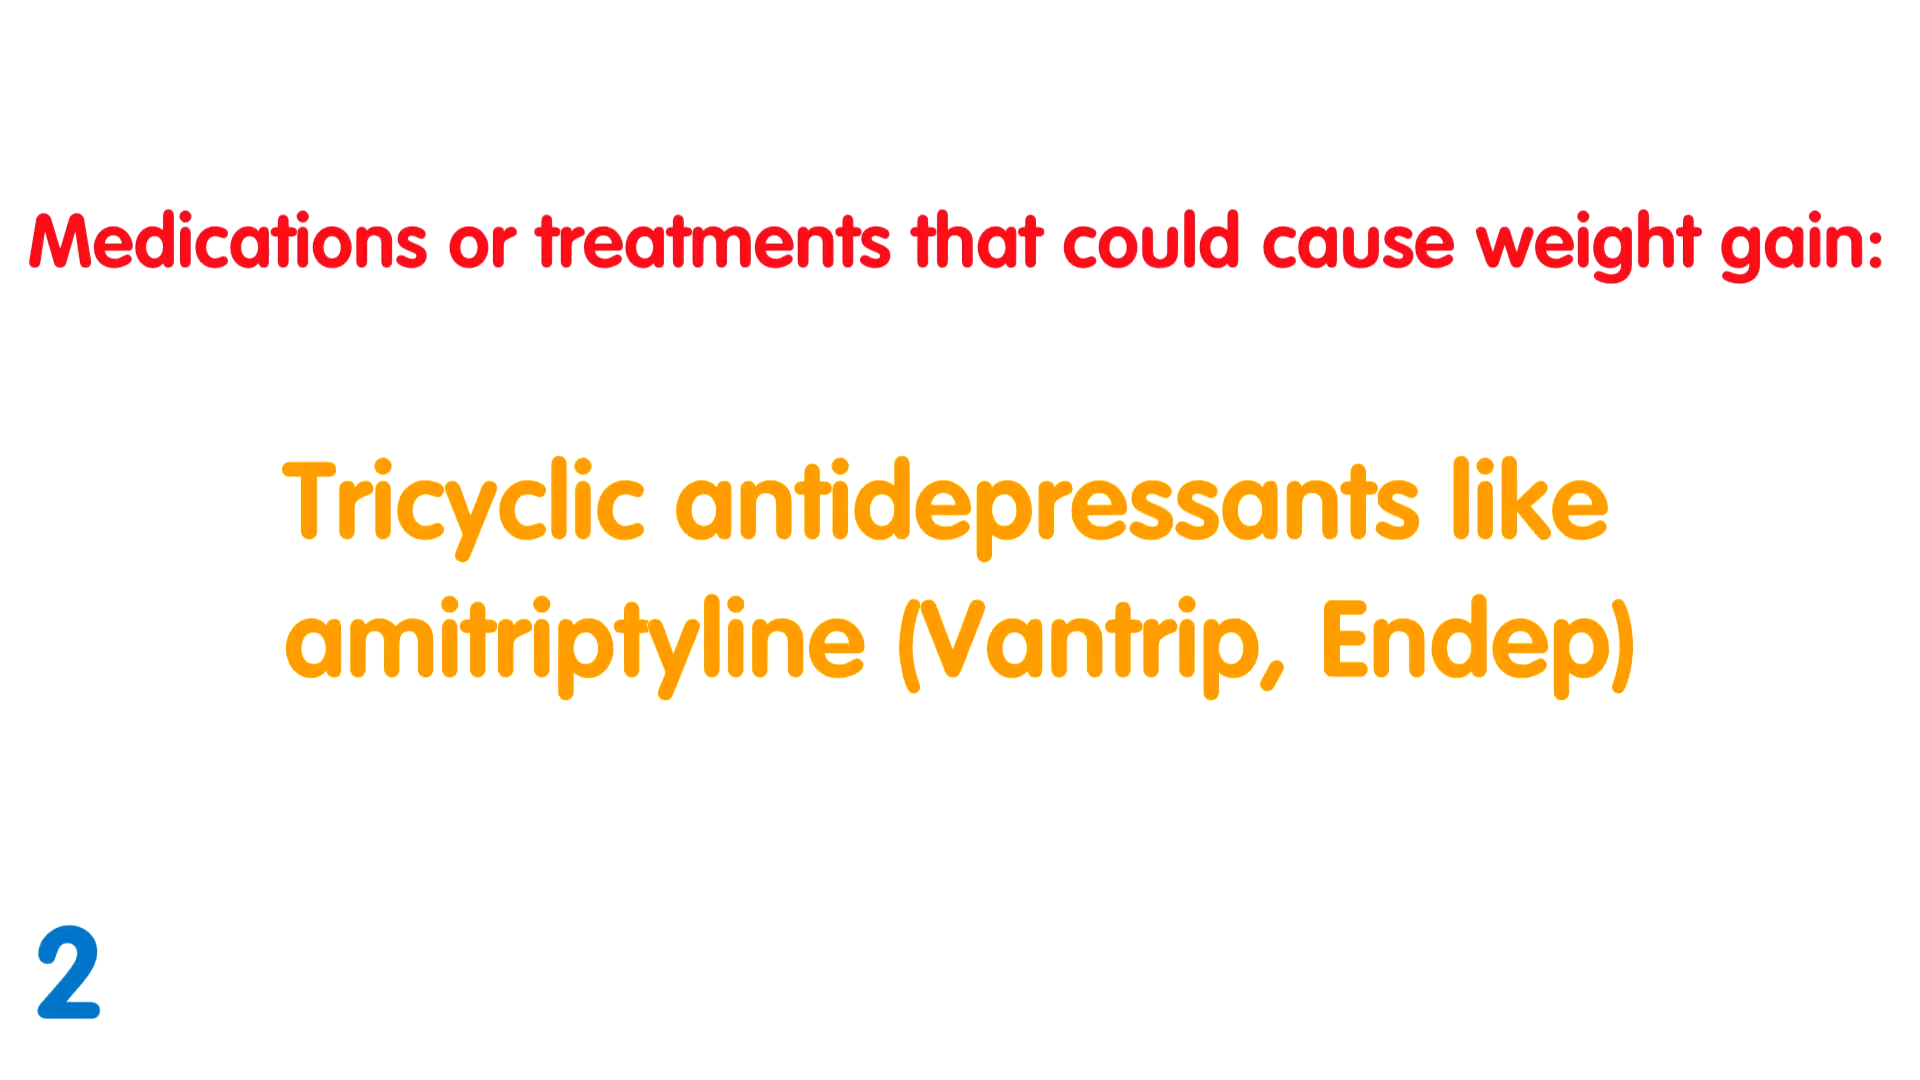 Medications or treatments that could cause weight gain:
Tricyclic antidepressants like
amitriptyline (Vantrip, Endep)
2